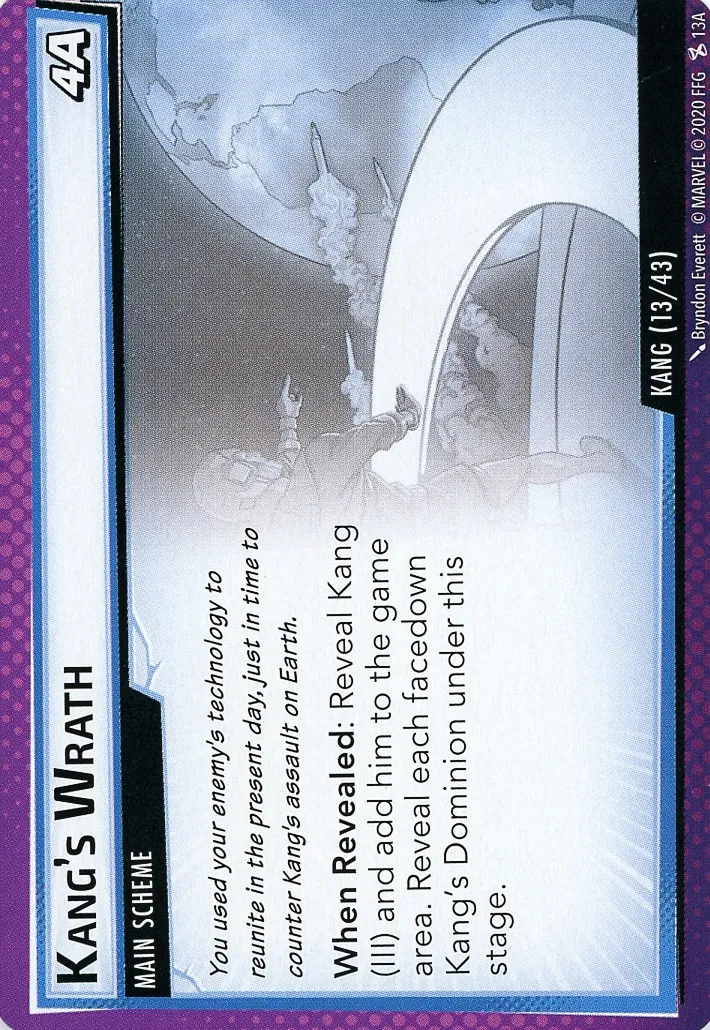 KANG'S WRATH
4A
MAIN SCHEME
You used your enemy's technology to
reunite in the present day, just in time to
counter Kang's assault on Earth.
When Revealed: Reveal Kang
(III) and add him to the game
area. Reveal each facedown
Kang's Dominion under this
stage.
KANG (13/43)
Bryndon Everett © MARVEL © 2020 FFG 13A